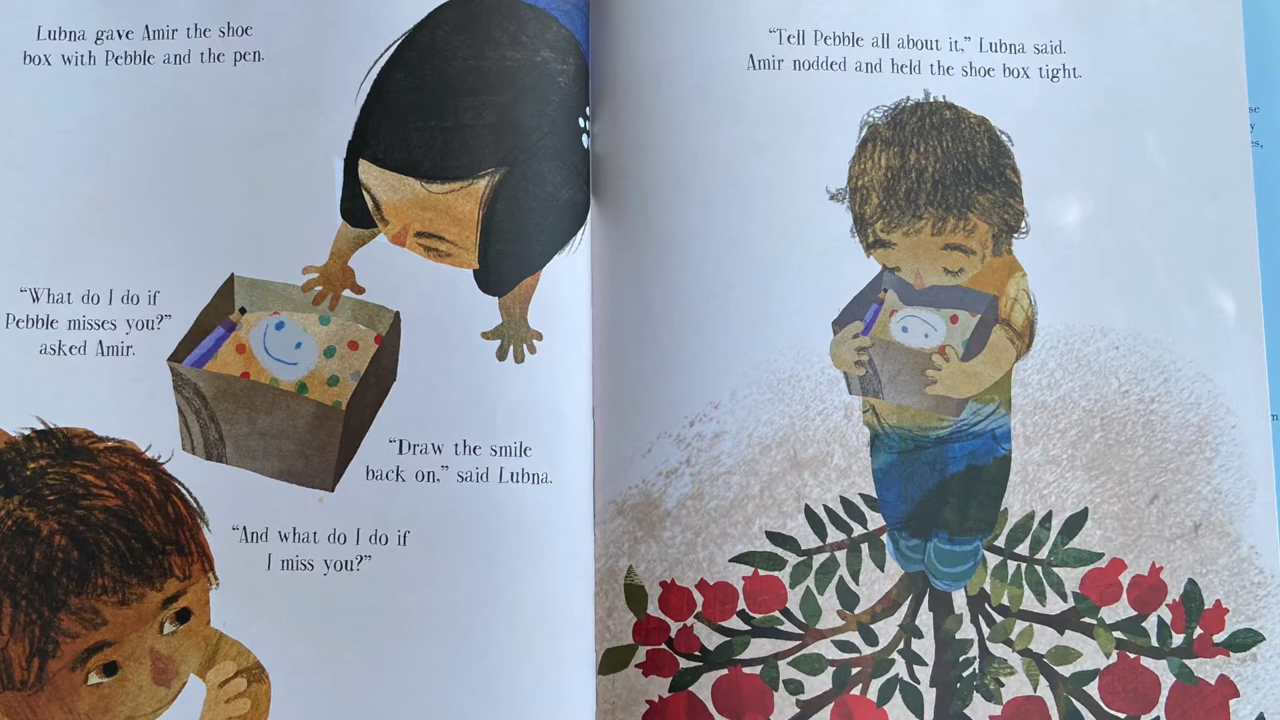 Lubna gave Amir the shoe
box with Pebble and the pen.
“What do I do if
Pebble misses you?”
asked Amir.
“Draw the smile
back on,” said Lubna.
“And what do I do if
I miss you?”
“Tell Pebble all about it,” Lubna said.
Amir nodded and held the shoe box tight.